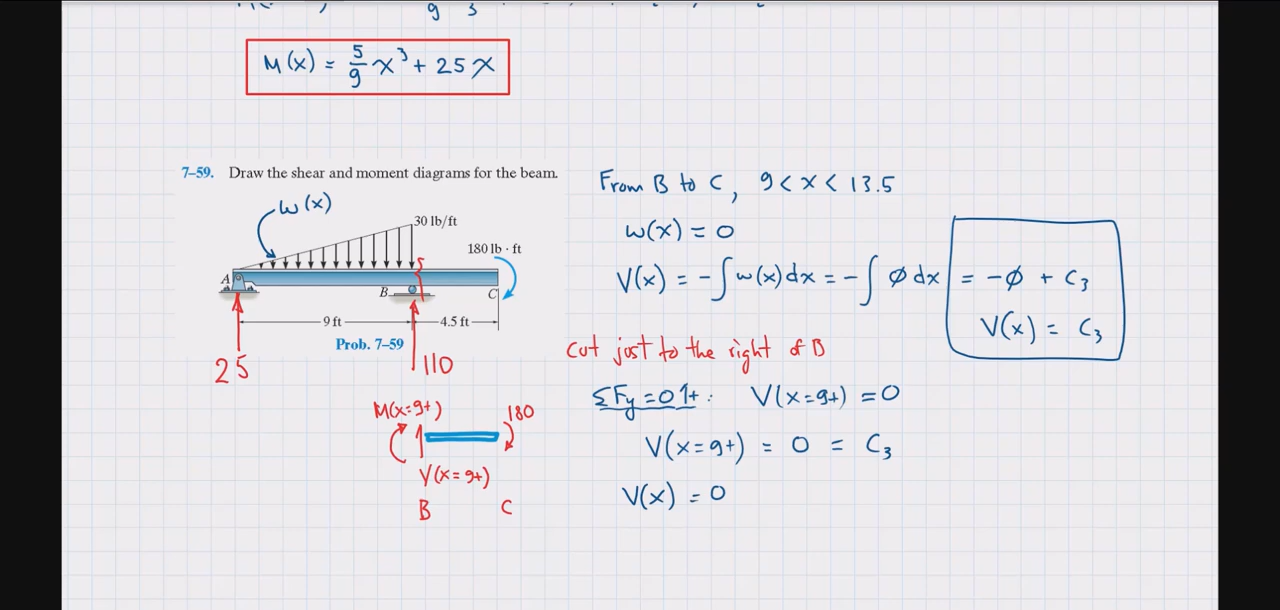 9 3
M(x) = 5/9 x³ + 25x
7–59. Draw the shear and moment diagrams for the beam.
w(x)
30 lb/ft
180 lb · ft
A
B
C
9 ft
4.5 ft
Prob. 7–59
25
110
M(x=9+)
180
V(x=9+)
B
C
From B to C, 9 < x < 13.5
w(x) = 0
V(x) = -∫w(x)dx = -∫ ∅ dx = -∅ + C₃
V(x) = C₃
Cut just to the right of B
ΣFy=0 ↑+: V(x=9+) = 0
V(x=9+) = 0 = C₃
V(x) = 0